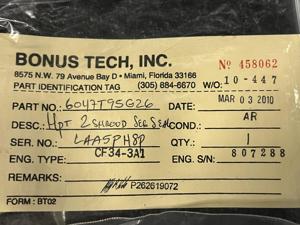 BONUS TECH, INC. Nº 458062
8575 N.W. 79 Avenue Bay D • Miami, Florida 33166
PART IDENTIFICATION TAG (305) 884-6670 W/O: 10-447
PART NO.: 6047T95G26 DATE: MAR 03 2010
DESC.: HPT 2 SHROOD SEG SEAL COND.: AR
SER. NO.: LAA5PH8P QTY.: 1
ENG. TYPE: CF34-3A1 ENG. S/N: 807288
REMARKS: P262619072
FORM : BT02